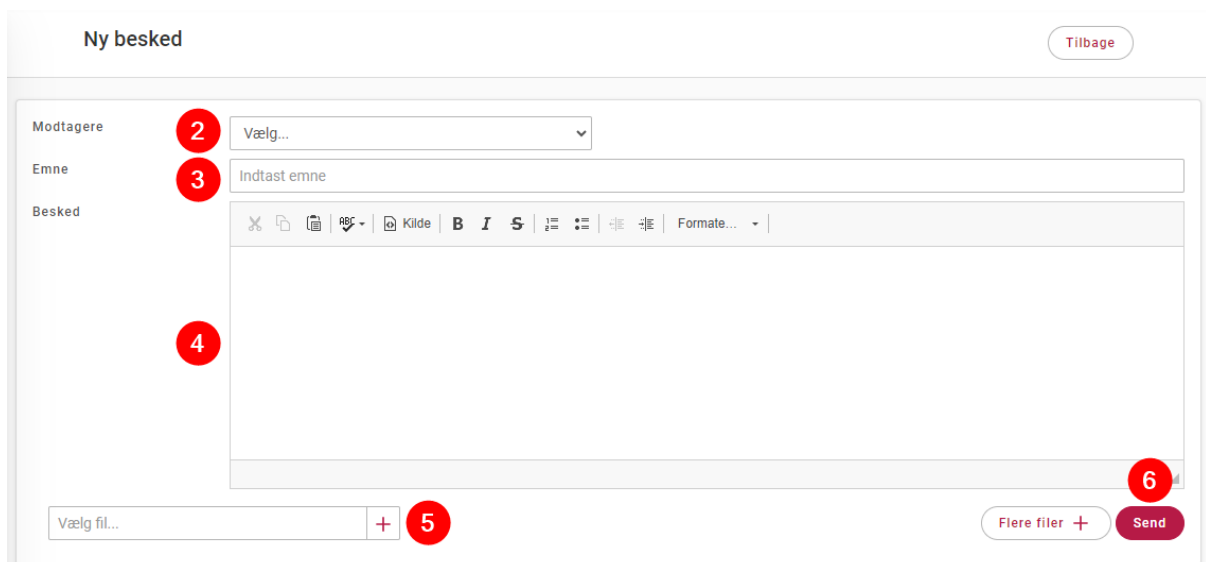 Ny besked
Tilbage
Modtagere
2
Vælg...
Emne
3
Indtast emne
Besked
ABC Kilde B I S Formate...
4
6
Vælg fil... + 5
Flere filer + Send